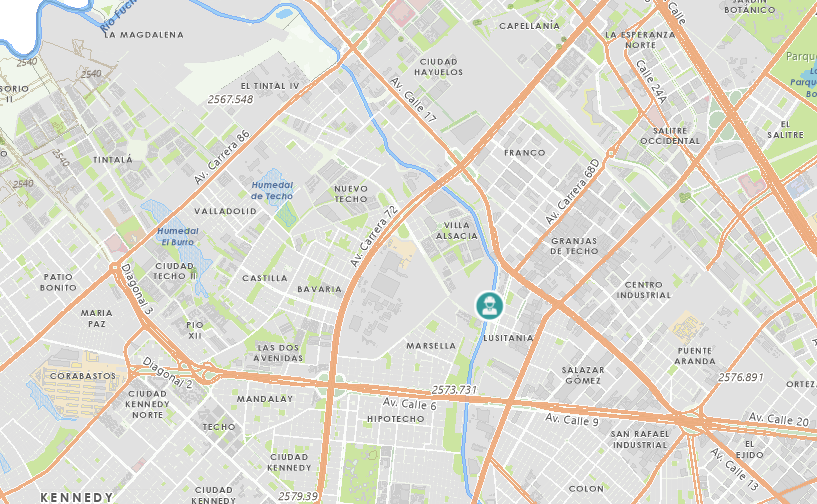 JARDÍN
BOTÁNICO
Río Fucha
LA MAGDALENA
CAPELLANÍA
Calle
LA ESPERANZA
NORTE
2540
CIUDAD
HAYUELOS
Parque
2540
EL TINTAL IV
Av. Calle 17
Calle 24A
Parque
2567.548
EL
SALITRE
SALITRE
OCCIDENTAL
TINTALÁ
Av. Carrera 86
FRANCO
2540
Humedal
de Techo
NUEVO
TECHO
Av. Carrera 68D
VALLADOLID
Av. Carrera 72
VILLA
ALSACIA
Humedal
El Burro
GRANJAS
DE TECHO
CIUDAD
TECHO II
PATIO
BONITO
CASTILLA
BAVARIA
CENTRO
INDUSTRIAL
Diagonal 3
MARIA
PAZ
PIO
XII
LAS DOS
AVENIDAS
MARSELLA
LUSITANIA
PUENTE
ARANDA
SALAZAR
GOMEZ
CORABASTOS
Diagonal 2
2573.731
2576.891
ORTEZ
CIUDAD
KENNEDY
NORTE
MANDALAY
Av. Calle 6
HIPOTECHO
Av. Calle 9
Av. Calle 20
TECHO
SAN RAFAEL
INDUSTRIAL
EL
EJIDO
CIUDAD
KENNEDY
Av. Calle 13
KENNEDY
CIUDAD
KENNEDY
2579.39
COLON